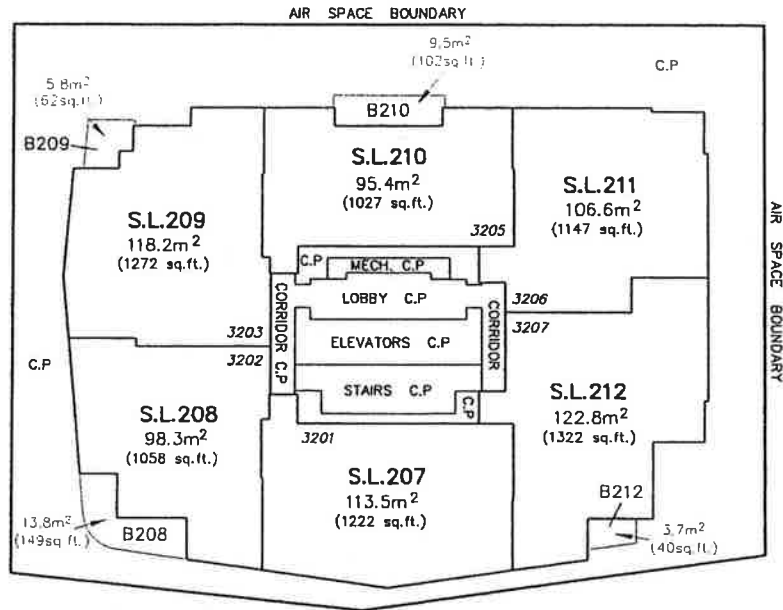 AIR SPACE BOUNDARY
9.5m²
(102sq.ft.)
C.P
5.8m²
(62sq.ft.)
B210
B209
S.L.210
95.4m²
(1027 sq.ft.)
S.L.211
106.6m²
(1147 sq.ft.)
S.L.209
118.2m²
(1272 sq.ft.)
3205
C.P
MECH. C.P
LOBBY C.P
ELEVATORS C.P
STAIRS C.P
C.P
CORRIDOR C.P
CORRIDOR
3206
3207
3203
3202
AIR SPACE BOUNDARY
C.P
S.L.208
98.3m²
(1058 sq.ft.)
S.L.212
122.8m²
(1322 sq.ft.)
3201
S.L.207
113.5m²
(1222 sq.ft.)
B212
13.8m²
(149sq.ft.)
B208
3.7m²
(40sq.ft.)